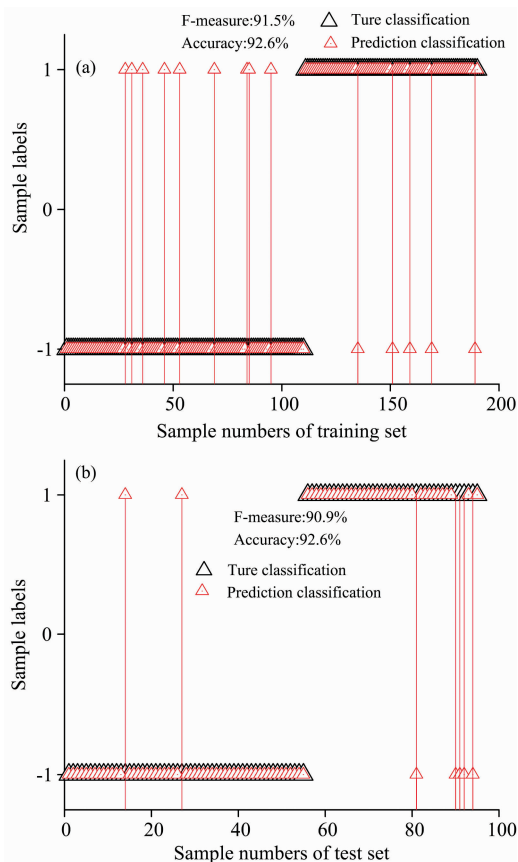 F-measure:91.5%
Ture classification
Accuracy:92.6%
Prediction classification
(a)
1
0
-1
Sample labels
0
50
100
150
200
Sample numbers of training set
(b)
1
0
-1
Sample labels
F-measure:90.9%
Accuracy:92.6%
Ture classification
Prediction classification
0
20
40
60
80
100
Sample numbers of test set